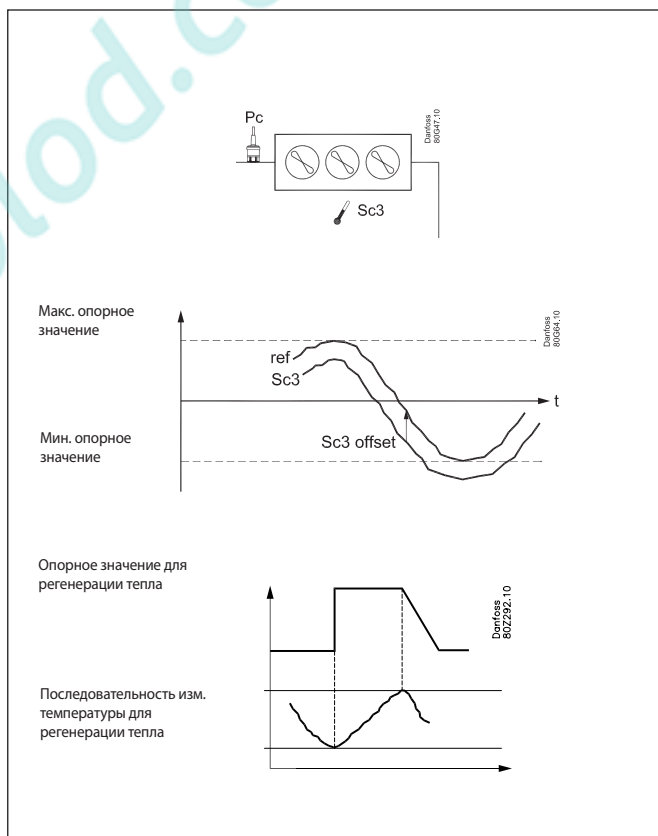 lod.c
Pc
Danfoss
80G47.10
Sc3
Макс. опорное
значение
Danfoss
80G64.10
ref
Sc3
t
Sc3 offset
Мин. опорное
значение
Опорное значение для
регенерации тепла
Danfoss
80Z292.10
Последовательность изм.
температуры для
регенерации тепла